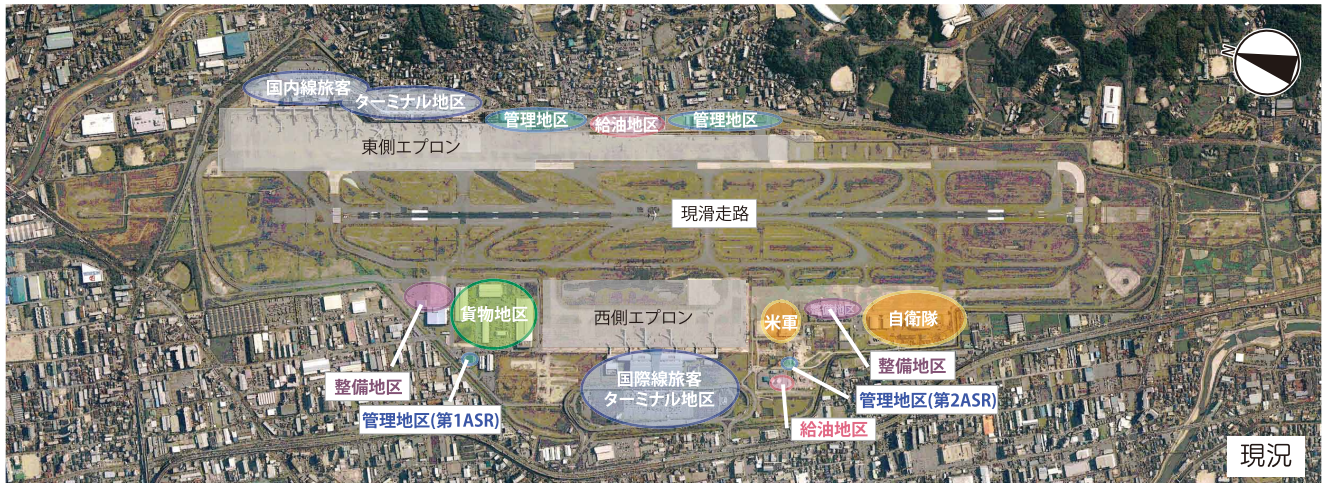 N
国内線旅客
ターミナル地区
管理地区
給油地区
管理地区
東側エプロン
現滑走路
貨物地区
西側エプロン
米軍
自衛隊
整備地区
国際線旅客
ターミナル地区
整備地区
管理地区(第1ASR)
管理地区(第2ASR)
給油地区
現況